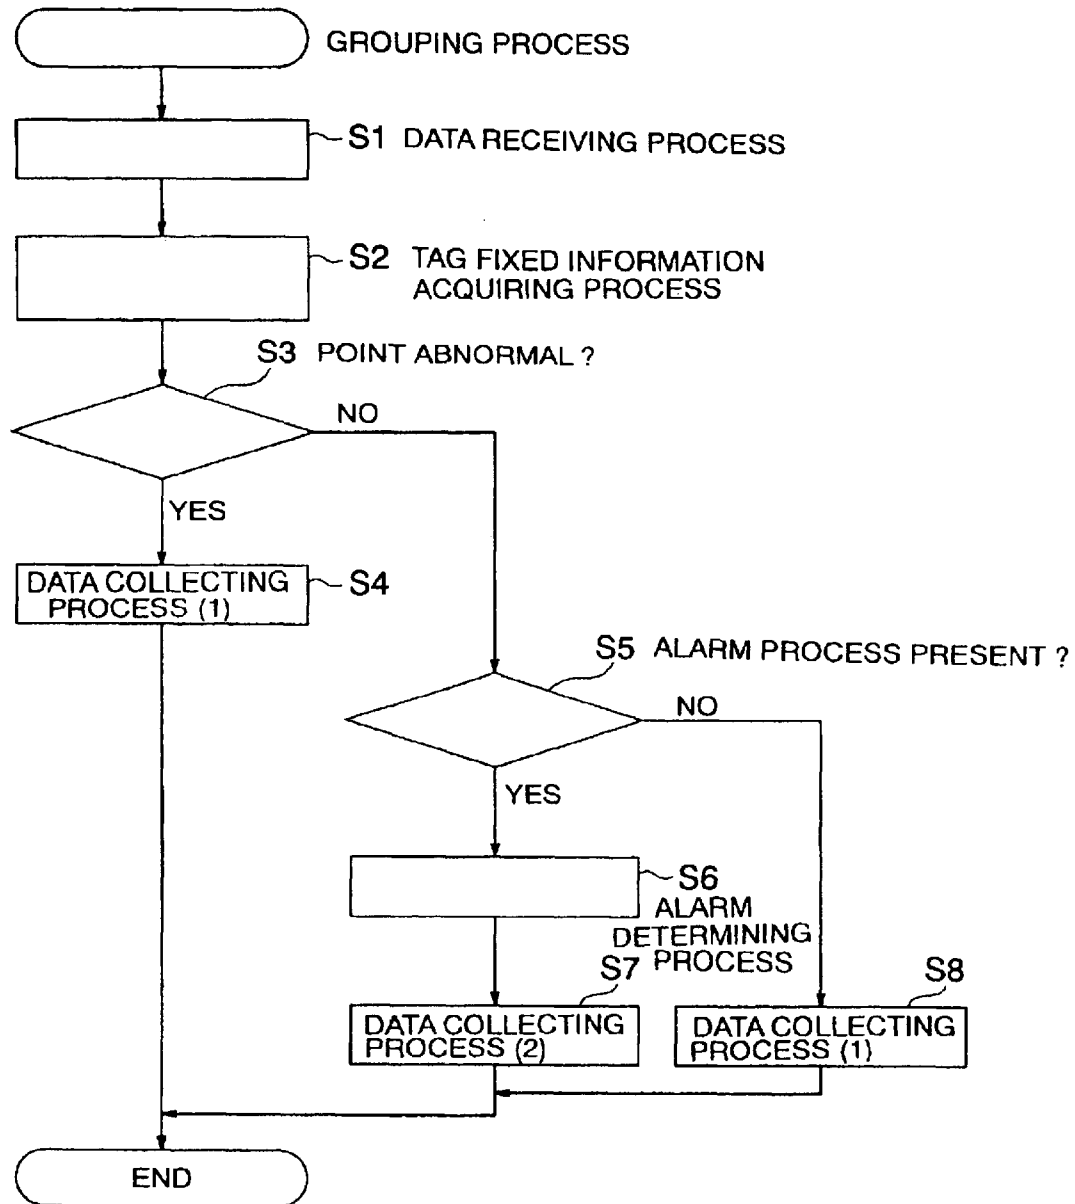 GROUPING PROCESS
S1 DATA RECEIVING PROCESS
S2 TAG FIXED INFORMATION
ACQUIRING PROCESS
S3 POINT ABNORMAL ?
NO
YES
DATA COLLECTING
PROCESS (1)
S4
S5 ALARM PROCESS PRESENT ?
NO
YES
S6
ALARM
DETERMINING
PROCESS
S7
DATA COLLECTING
PROCESS (2)
S8
DATA COLLECTING
PROCESS (1)
END